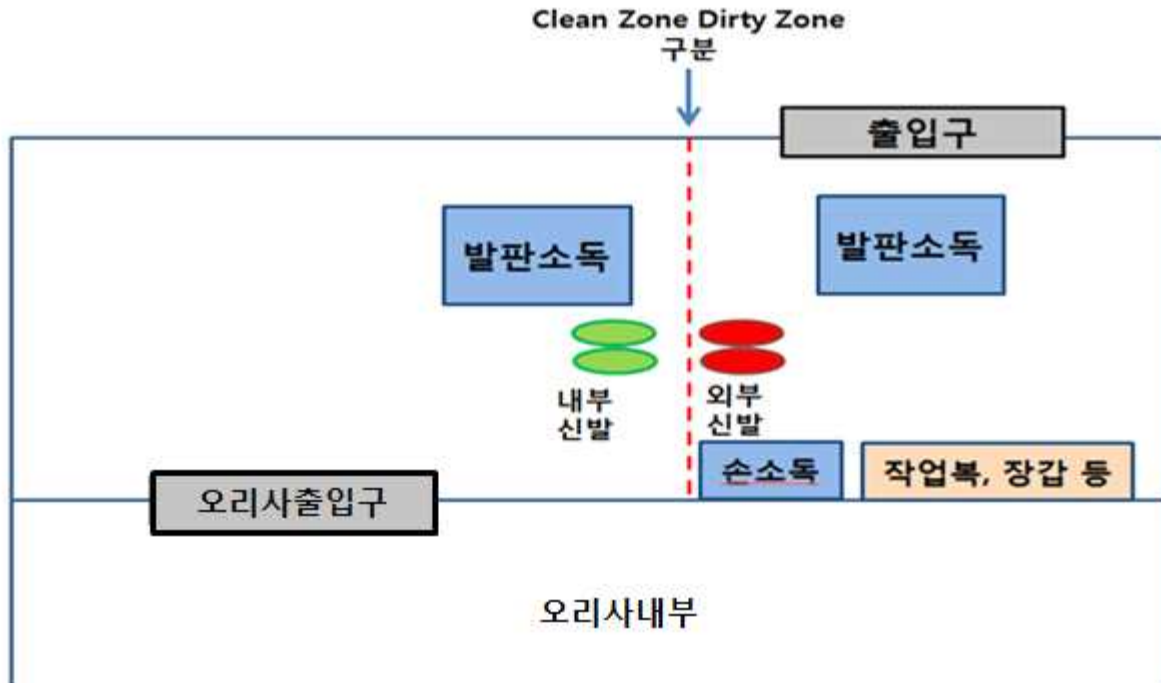 Clean Zone Dirty Zone
구분
출입구
발판소독
발판소독
내부
신발
외부
신발
손소독
작업복, 장갑 등
오리사출입구
오리사내부